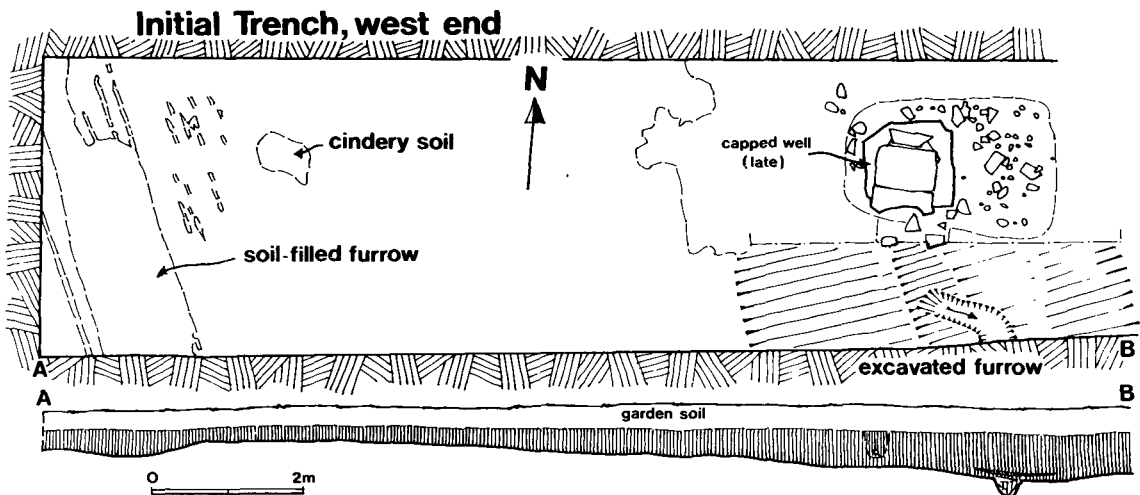 Initial Trench, west end
N
cindery soil
capped well
(late)
soil-filled furrow
A
B
excavated furrow
A
B
garden soil
0
2m